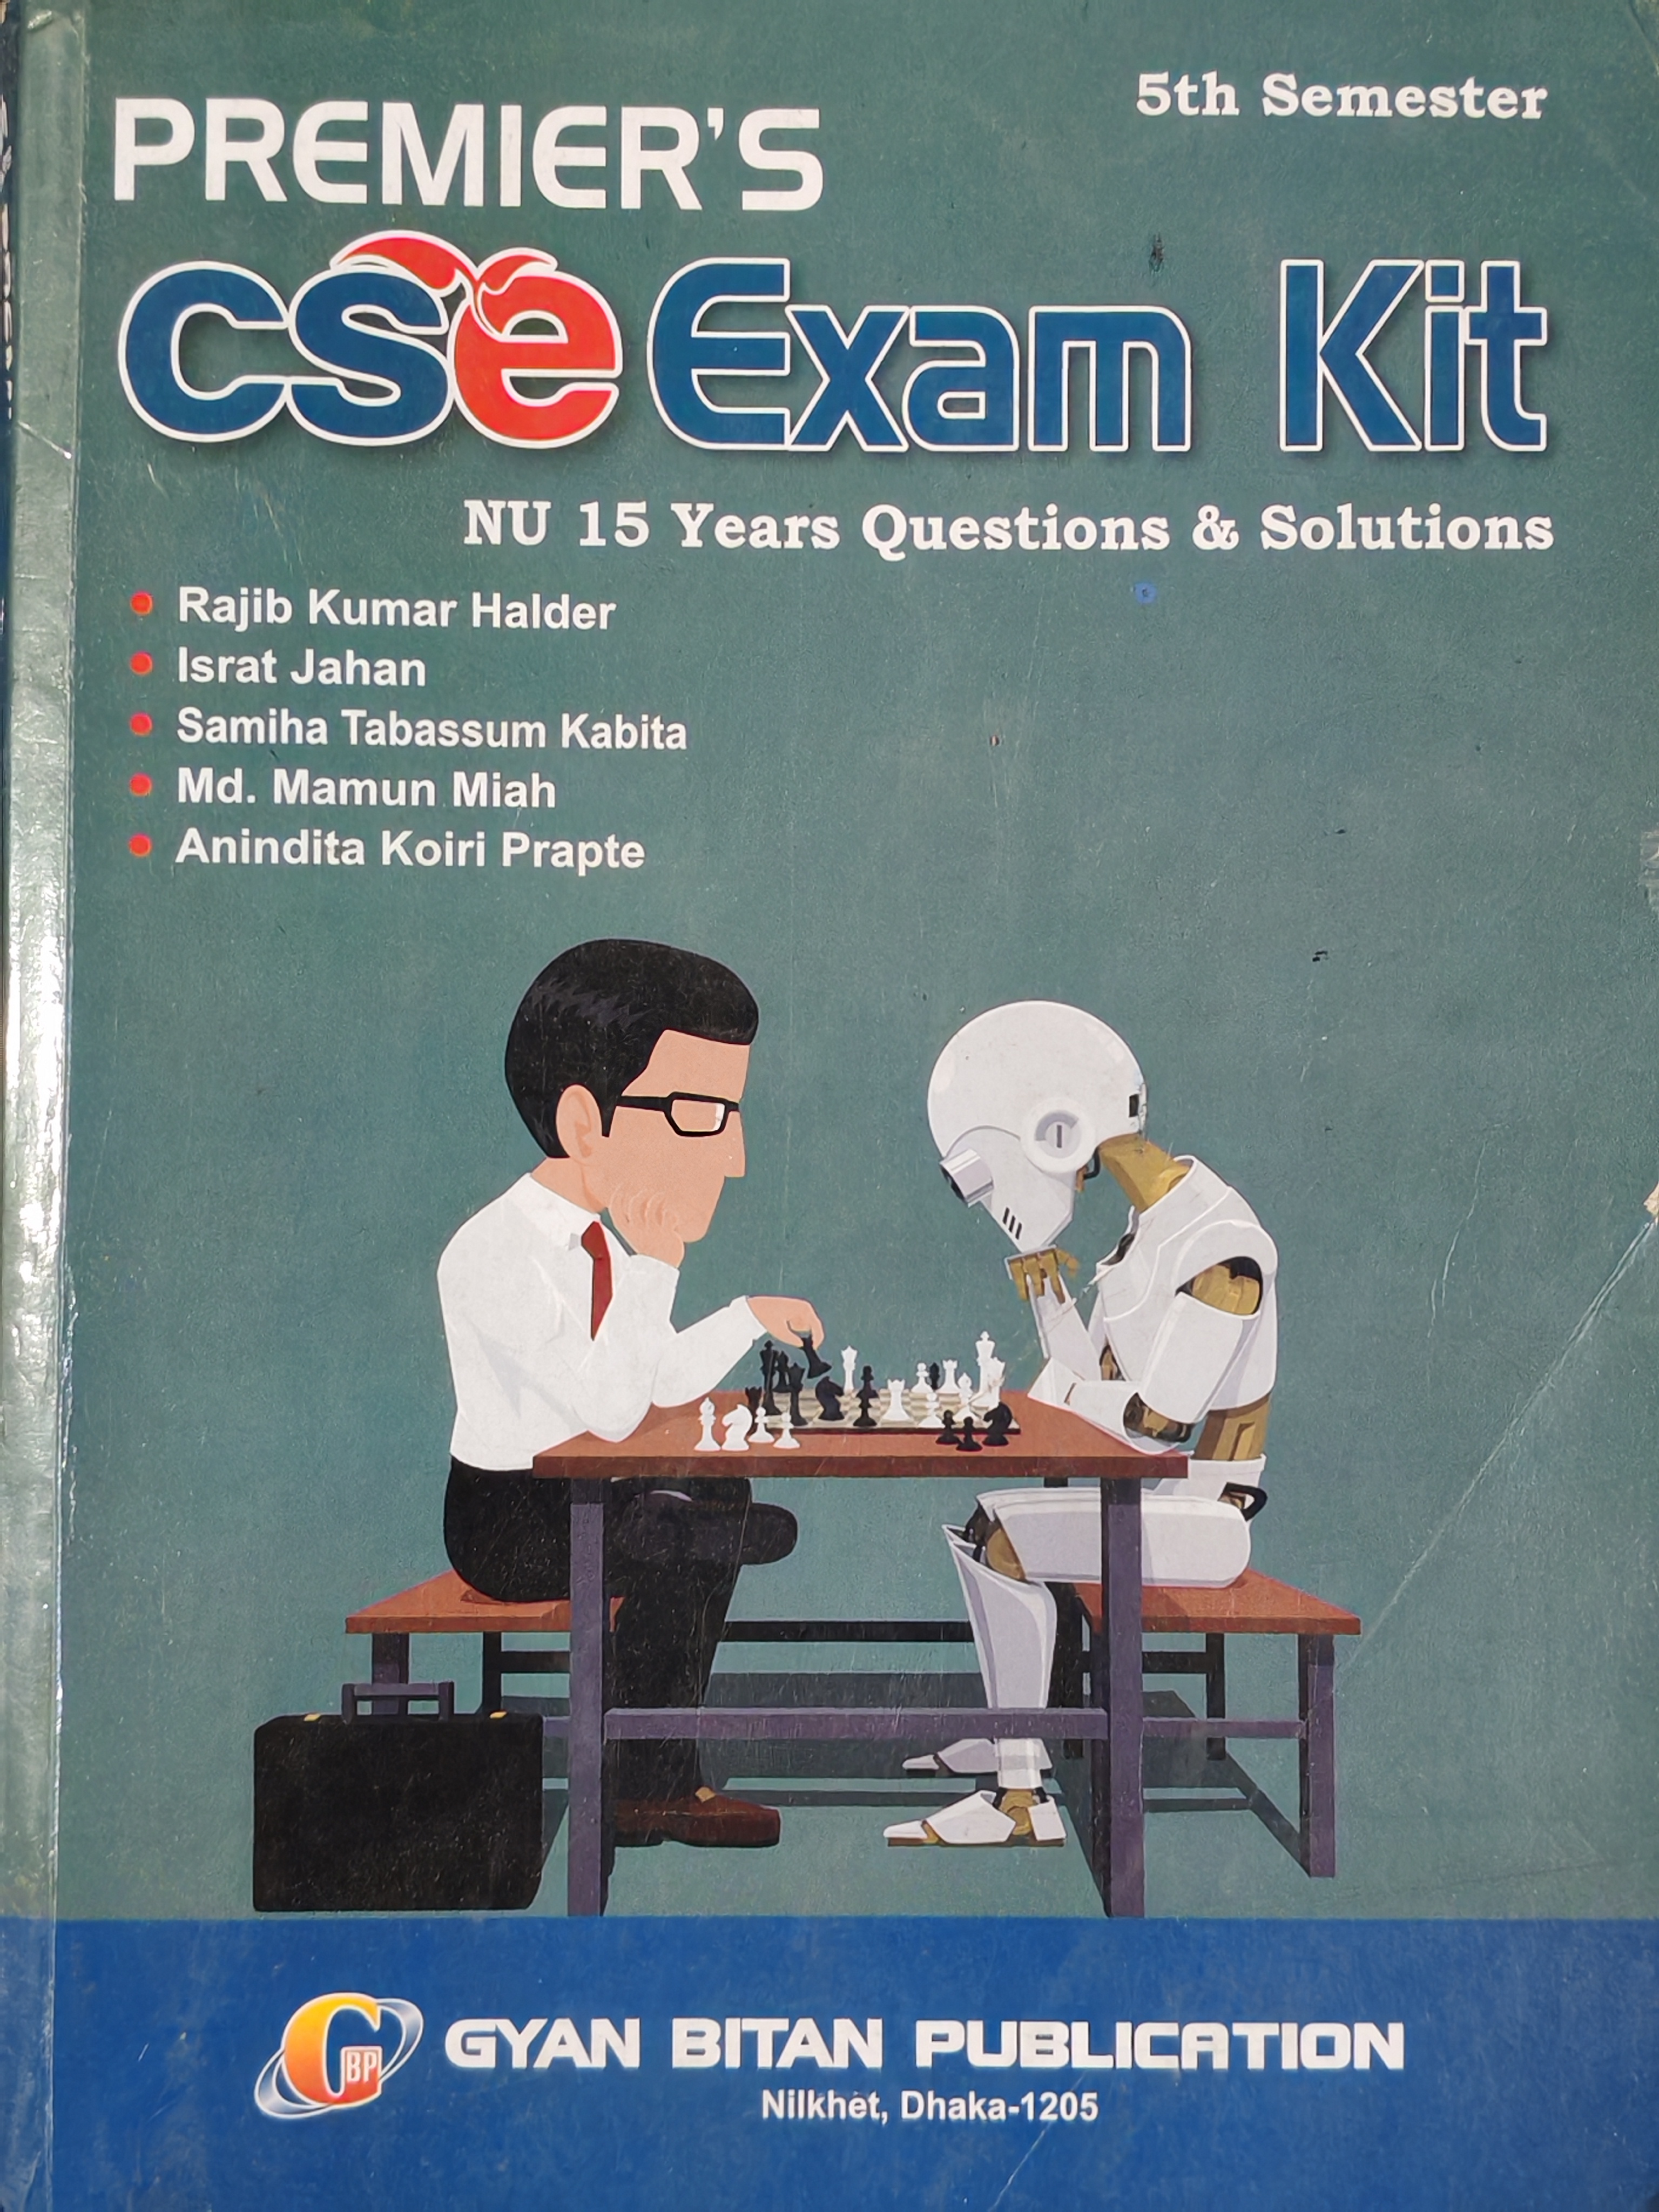 5th Semester
PREMIER'S
cse Exam Kit
NU 15 Years Questions & Solutions
Rajib Kumar Halder
Israt Jahan
Samiha Tabassum Kabita
Md. Mamun Miah
Anindita Koiri Prapte
GBP
GYAN BITAN PUBLICATION
Nilkhet, Dhaka-1205